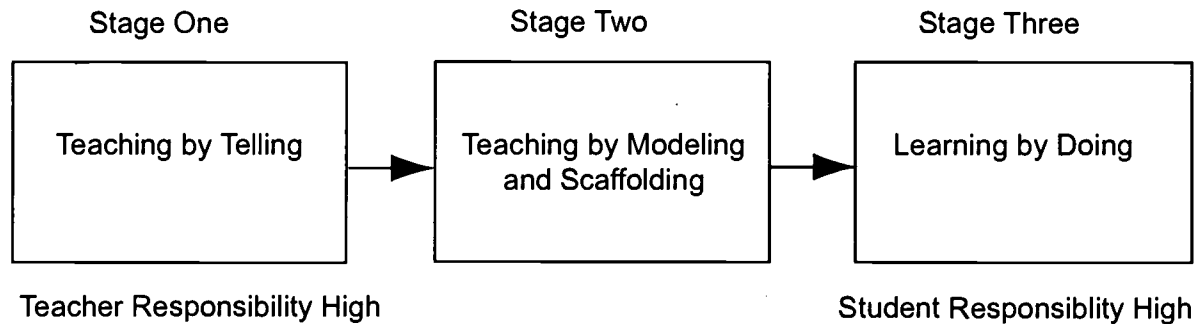 Stage One
Stage Two
Stage Three
Teaching by Telling
Teaching by Modeling
and Scaffolding
Learning by Doing
Teacher Responsibility High
Student Responsiblity High